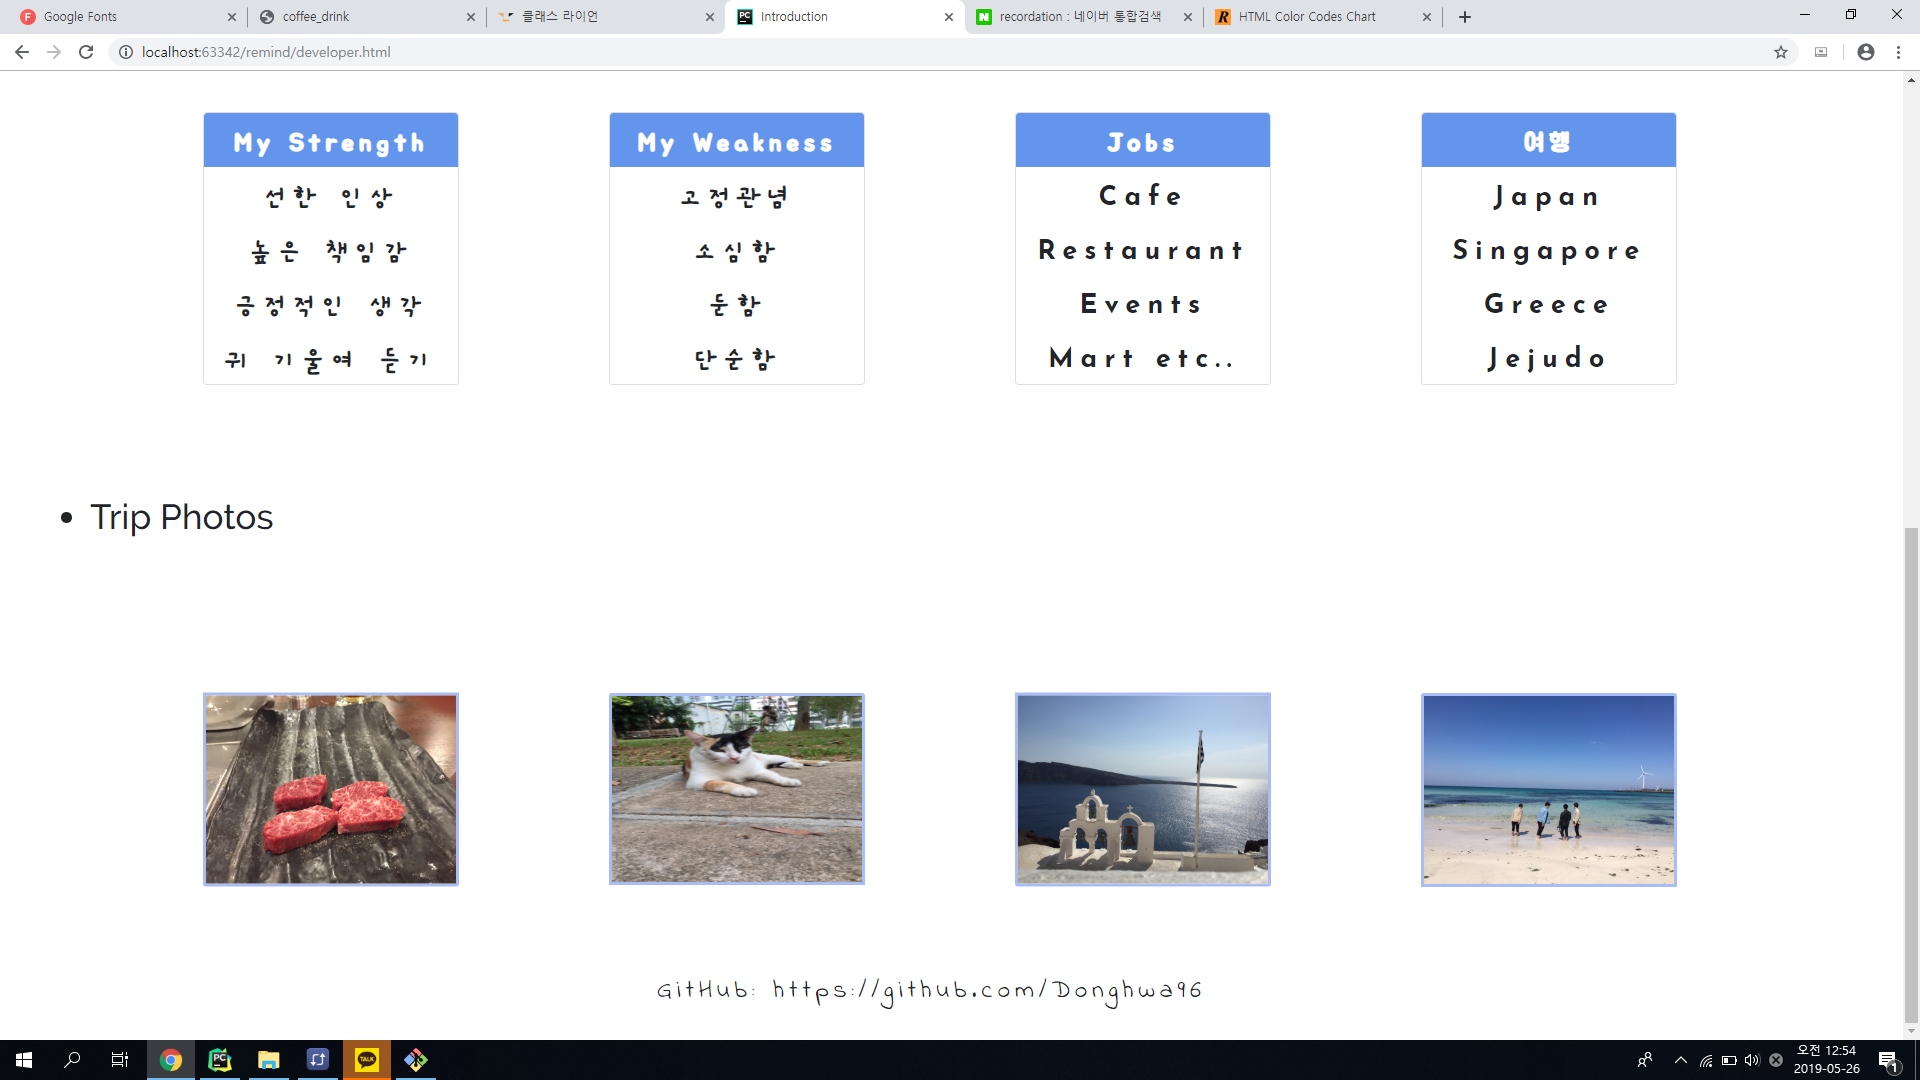 Google Fonts
coffee_drink
클래스 라이언
Introduction
recordation : 네이버 통합검색
HTML Color Codes Chart
localhost:63342/remind/developer.html
My Strength
선한 인상
높은 책임감
긍정적인 생각
귀 기울여 듣기
My Weakness
고정관념
소심함
둔함
단순함
Jobs
Cafe
Restaurant
Events
Mart etc..
여행
Japan
Singapore
Greece
Jejudo
Trip Photos
GitHub: https://github.com/Donghwa96
PC
TALK
오전 12:54
2019-05-26
1